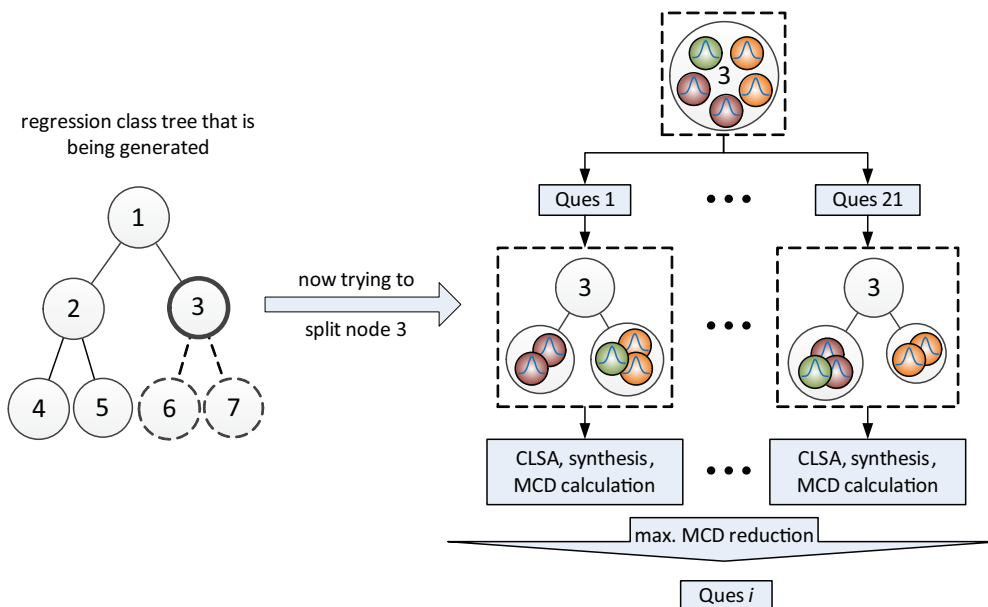 regression class tree that is
being generated
1
2
3
4
5
6
7
now trying to
split node 3
3
Ques 1
•••
Ques 21
3
•••
3
CLSA, synthesis,
MCD calculation
•••
CLSA, synthesis,
MCD calculation
max. MCD reduction
Ques i